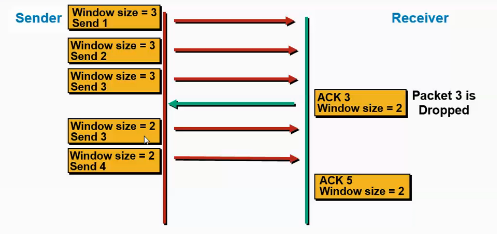 Sender
Receiver
Window size = 3
Send 1
Window size = 3
Send 2
Window size = 3
Send 3
ACK 3
Window size = 2
Packet 3 is
Dropped
Window size = 2
Send 3
Window size = 2
Send 4
ACK 5
Window size = 2